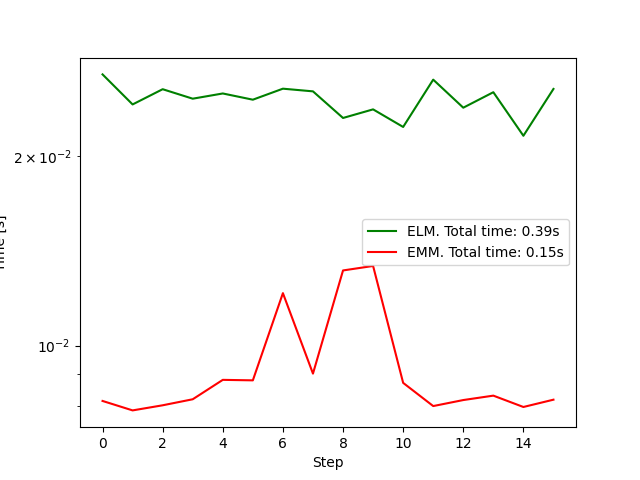 2 × 10⁻²
10⁻²
Time [s]
ELM. Total time: 0.39s
EMM. Total time: 0.15s
0 2 4 6 8 10 12 14
Step